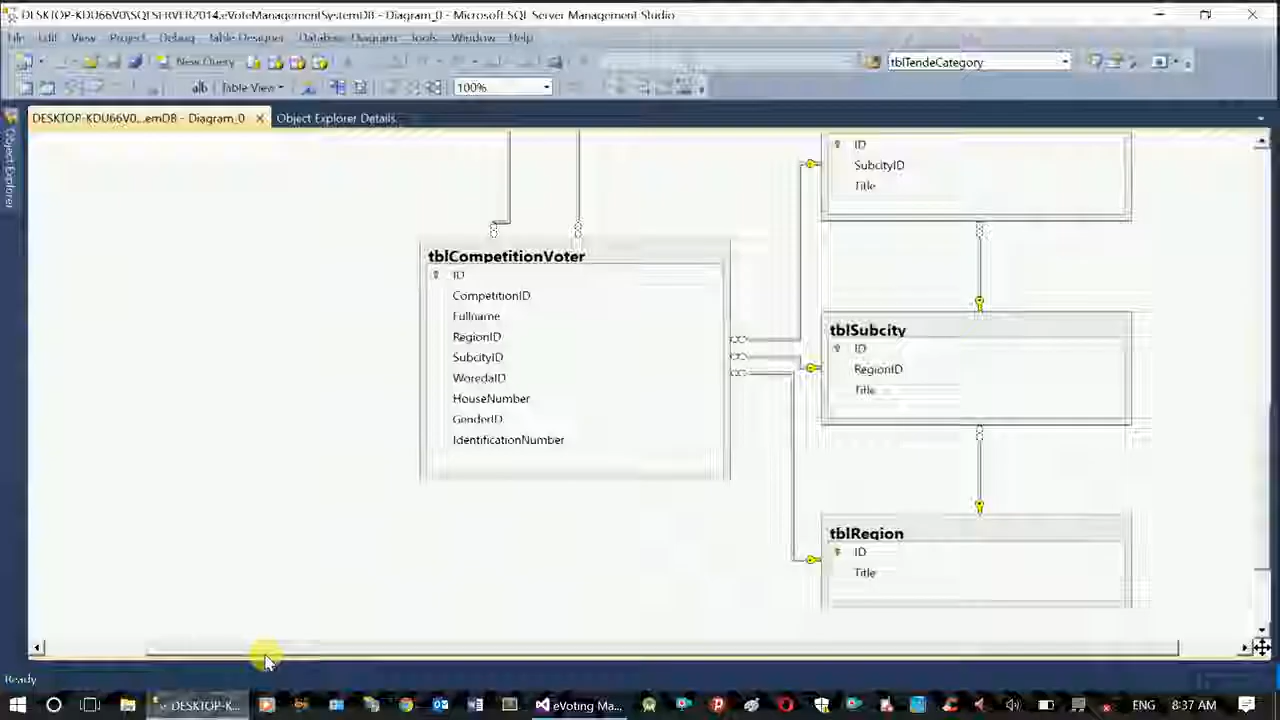 DESKTOP-KDU66V0\SQLSERVER2014.eVoteManagementSystemDB - Diagram_0 - Microsoft SQL Server Management Studio
File Edit View Project Debug Table Designer Database Diagram Tools Window Help
New Query
tblTendeCategory
Table View
100%
DESKTOP-KDU66V0...emDB - Diagram_0
Object Explorer Details
Object Explorer
ID
SubcityID
Title
tblCompetitionVoter
ID
CompetitionID
Fullname
RegionID
SubcityID
WoredaID
HouseNumber
GenderID
IdentificationNumber
tblSubcity
ID
RegionID
Title
tblRegion
ID
Title
Ready
DESKTOP-K...
eVoting Ma...
ENG
8:37 AM